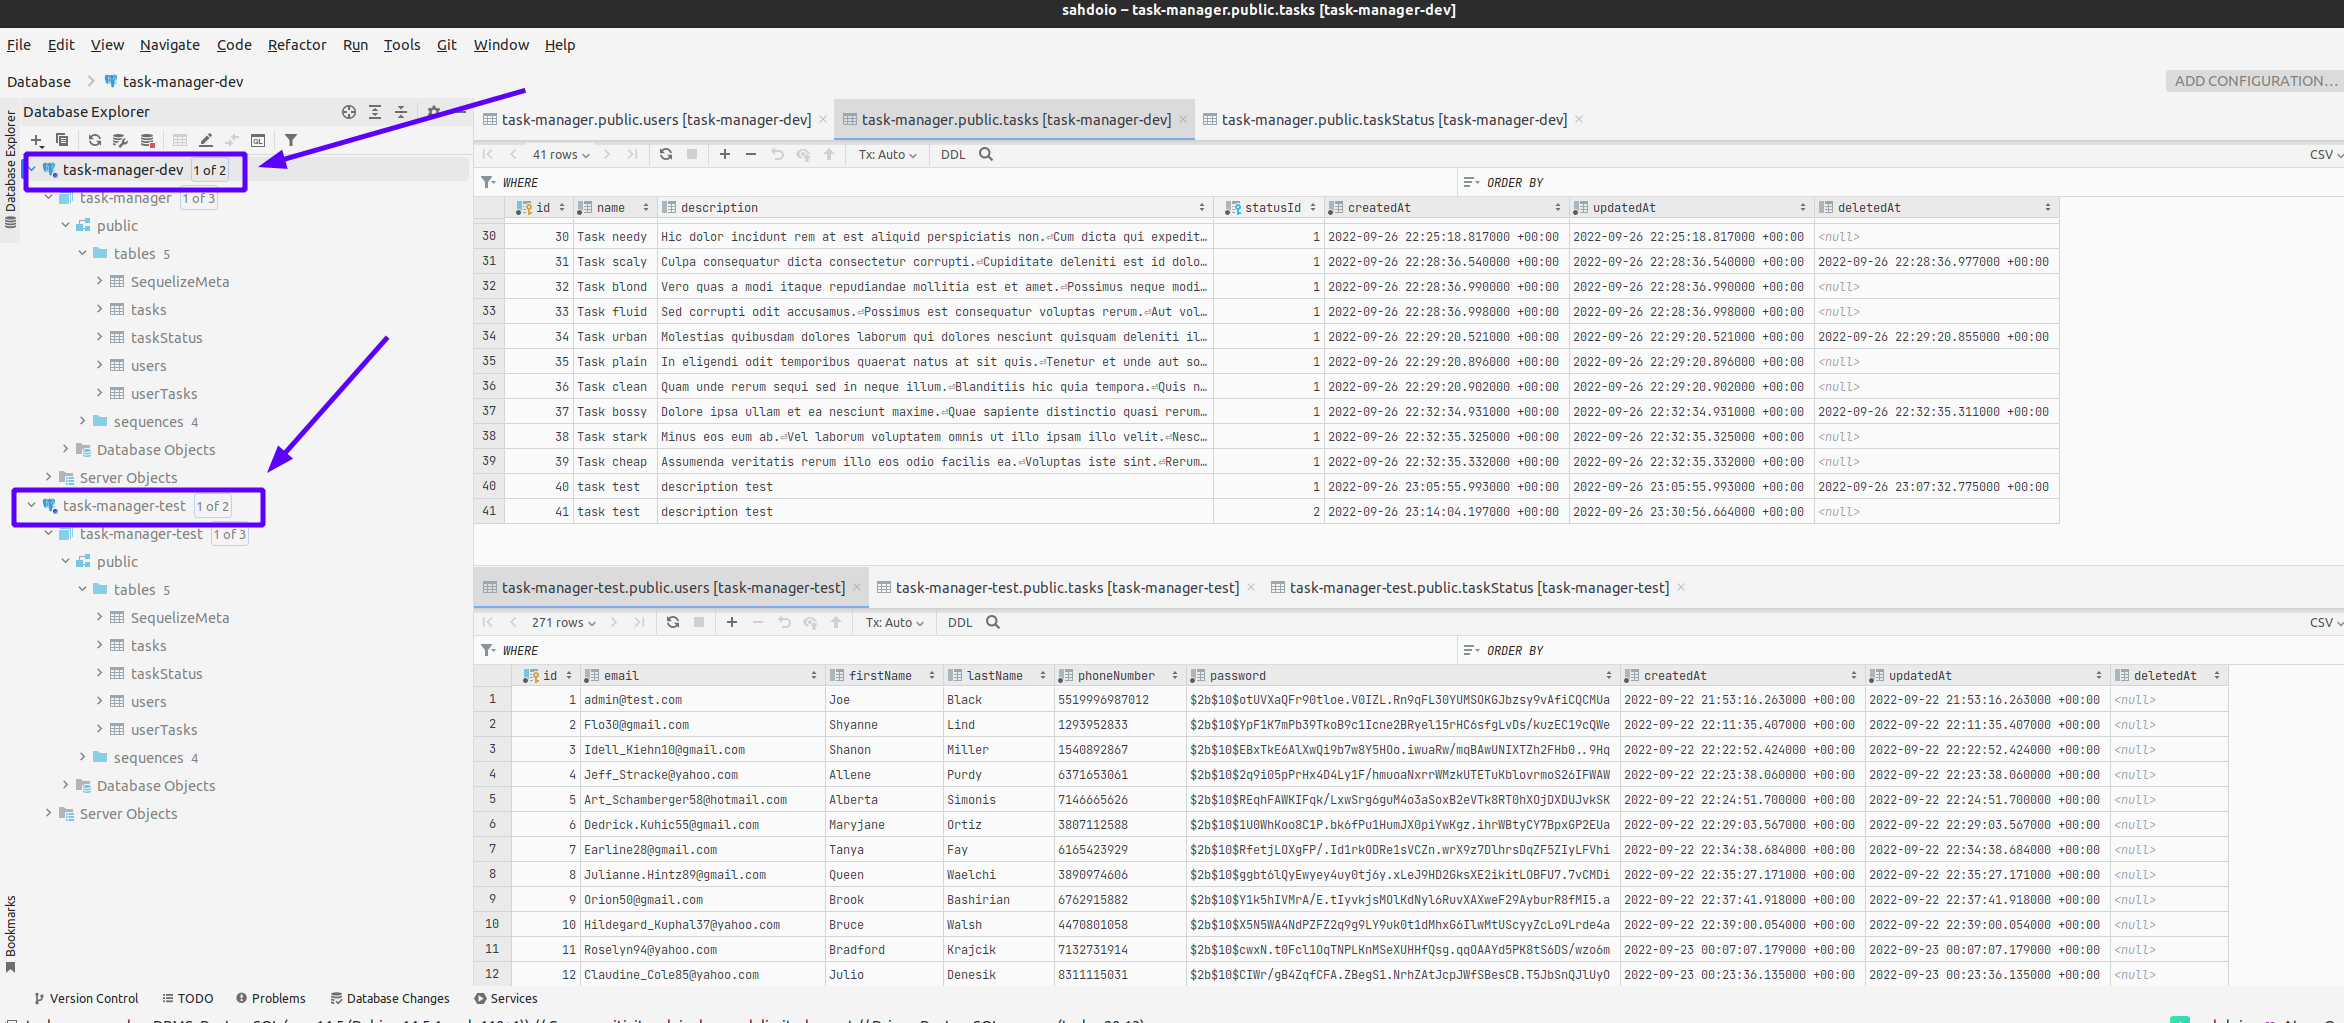 sahdoio – task-manager.public.tasks [task-manager-dev]
File Edit View Navigate Code Refactor Run Tools Git Window Help
Database task-manager-dev ADD CONFIGURATION...
Database Explorer
Database Explorer
task-manager-dev 1 of 2
task-manager 1 of 3
public
tables 5
SequelizeMeta
tasks
taskStatus
users
userTasks
sequences 4
Database Objects
Server Objects
task-manager-test 1 of 2
task-manager-test 1 of 3
public
tables 5
SequelizeMeta
tasks
taskStatus
users
userTasks
sequences 4
Database Objects
Server Objects
Bookmarks
task-manager.public.users [task-manager-dev] task-manager.public.tasks [task-manager-dev] task-manager.public.taskStatus [task-manager-dev]
41 rows Tx: Auto DDL CSV
WHERE ORDER BY
id name description statusId createdAt updatedAt deletedAt
30 30 Task needy Hic dolor incidunt rem at est aliquid perspiciatis non.⏎Cum dicta qui expedit… 1 2022-09-26 22:25:18.817000 +00:00 2022-09-26 22:25:18.817000 +00:00 <null>
31 31 Task scaly Culpa consequatur dicta consectetur corrupti.⏎Cupiditate deleniti est id dolo… 1 2022-09-26 22:28:36.540000 +00:00 2022-09-26 22:28:36.540000 +00:00 2022-09-26 22:28:36.977000 +00:00
32 32 Task blond Vero quas a modi itaque repudiandae mollitia est et amet.⏎Possimus neque modi… 1 2022-09-26 22:28:36.990000 +00:00 2022-09-26 22:28:36.990000 +00:00 <null>
33 33 Task fluid Sed corrupti odit accusamus.⏎Possimus est consequatur voluptas rerum.⏎Aut vol… 1 2022-09-26 22:28:36.998000 +00:00 2022-09-26 22:28:36.998000 +00:00 <null>
34 34 Task urban Molestias quibusdam dolores laborum qui dolores nesciunt quisquam deleniti il… 1 2022-09-26 22:29:20.521000 +00:00 2022-09-26 22:29:20.521000 +00:00 2022-09-26 22:29:20.855000 +00:00
35 35 Task plain In eligendi odit temporibus quaerat natus at sit quis.⏎Tenetur et unde aut so… 1 2022-09-26 22:29:20.896000 +00:00 2022-09-26 22:29:20.896000 +00:00 <null>
36 36 Task clean Quam unde rerum sequi sed in neque illum.⏎Blanditiis hic quia tempora.⏎Quis n… 1 2022-09-26 22:29:20.902000 +00:00 2022-09-26 22:29:20.902000 +00:00 <null>
37 37 Task bossy Dolore ipsa ullam et ea nesciunt maxime.⏎Quae sapiente distinctio quasi rerum… 1 2022-09-26 22:32:34.931000 +00:00 2022-09-26 22:32:34.931000 +00:00 2022-09-26 22:32:35.311000 +00:00
38 38 Task stark Minus eos eum ab.⏎Vel laborum voluptatem omnis ut illo ipsam illo velit.⏎Nesc… 1 2022-09-26 22:32:35.325000 +00:00 2022-09-26 22:32:35.325000 +00:00 <null>
39 39 Task cheap Assumenda veritatis rerum illo eos odio facilis ea.⏎Voluptas iste sint.⏎Rerum… 1 2022-09-26 22:32:35.332000 +00:00 2022-09-26 22:32:35.332000 +00:00 <null>
40 40 task test description test 1 2022-09-26 23:05:55.993000 +00:00 2022-09-26 23:05:55.993000 +00:00 2022-09-26 23:07:32.775000 +00:00
41 41 task test description test 2 2022-09-26 23:14:04.197000 +00:00 2022-09-26 23:30:56.664000 +00:00 <null>
task-manager-test.public.users [task-manager-test] task-manager-test.public.tasks [task-manager-test] task-manager-test.public.taskStatus [task-manager-test]
271 rows Tx: Auto DDL CSV
WHERE ORDER BY
id email firstName lastName phoneNumber password createdAt updatedAt deletedAt
1 1 admin@test.com Joe Black 5519996987012 $2b$10$otUVXaQFr90tloe.V0IZL.Rn9qFL30YUMSOKGJbzsy9vAfiCQCMUa 2022-09-22 21:53:16.263000 +00:00 2022-09-22 21:53:16.263000 +00:00 <null>
2 2 Flo30@gmail.com Shyanne Lind 1293952833 $2b$10$YpF1K7mPb39TkoB9c1Icne2BRyel15rHC6sfgLvDs/kuzEC19cQWe 2022-09-22 22:11:35.407000 +00:00 2022-09-22 22:11:35.407000 +00:00 <null>
3 3 Idell_Kiehn10@gmail.com Shanon Miller 1540892867 $2b$10$EBxTkE6AlXwQi9b7w8Y5HOo.iwuaRw/mqBAwUNIXTZh2FHb0..9Hq 2022-09-22 22:22:52.424000 +00:00 2022-09-22 22:22:52.424000 +00:00 <null>
4 4 Jeff_Stracke@yahoo.com Allene Purdy 6371653061 $2b$10$2q9i05pPrHx4D4Ly1F/hmuoaNxrrWMzkUTETuKblovrmoS26IFWAW 2022-09-22 22:23:38.060000 +00:00 2022-09-22 22:23:38.060000 +00:00 <null>
5 5 Art_Schamberger58@hotmail.com Alberta Simonis 7146665626 $2b$10$REqhFAWKIFqk/LxwSrg6guM4o3aSoxB2eVTk8RT0hXOjDXDUJvkSK 2022-09-22 22:24:51.700000 +00:00 2022-09-22 22:24:51.700000 +00:00 <null>
6 6 Dedrick.Kuhic55@gmail.com Maryjane Ortiz 3807112588 $2b$10$1U0WhKoo8C1P.bk6fPu1HumJX0piYwKgz.ihrWBtyCY7BpxGP2EUa 2022-09-22 22:29:03.567000 +00:00 2022-09-22 22:29:03.567000 +00:00 <null>
7 7 Earline28@gmail.com Tanya Fay 6165423929 $2b$10$RfetjLOXgFP/.Id1rkODRe1sVCZn.wrX9z7DlhrsDqZF5ZIyLFVhi 2022-09-22 22:34:38.684000 +00:00 2022-09-22 22:34:38.684000 +00:00 <null>
8 8 Julianne.Hintz89@gmail.com Queen Waelchi 3890974606 $2b$10$ggbt6lQyEwyey4uy0tj6y.xLeJ9HD2GksXE2ikitLOBFU7.7vCMDi 2022-09-22 22:35:27.171000 +00:00 2022-09-22 22:35:27.171000 +00:00 <null>
9 9 Orion50@gmail.com Brook Bashirian 6762915882 $2b$10$Y1k5hIVMrA/E.tIyvkjsMOlKdNyl6RuvXAXweF29AyburR8fMI5.a 2022-09-22 22:37:41.918000 +00:00 2022-09-22 22:37:41.918000 +00:00 <null>
10 10 Hildegard_Kuphal37@yahoo.com Bruce Walsh 4470801058 $2b$10$X5N5WA4NdPZFZ2q9g9LY9uk0t1dMhxG6IlwMtUScyyZcLo9Lrde4a 2022-09-22 22:39:00.054000 +00:00 2022-09-22 22:39:00.054000 +00:00 <null>
11 11 Roselyn94@yahoo.com Bradford Krajcik 7132731914 $2b$10$cwxN.t0Fcl1OqTNPLKnMSeXUHHfQsg.qqOAAYd5PK8tS6DS/wzo6m 2022-09-23 00:07:07.179000 +00:00 2022-09-23 00:07:07.179000 +00:00 <null>
12 12 Claudine_Cole85@yahoo.com Julio Denesik 8311115031 $2b$10$CIWr/gB4ZqfCFA.ZBegS1.NrhZAtJcpJWfSBesCB.T5JbSnQJlUyO 2022-09-23 00:23:36.135000 +00:00 2022-09-23 00:23:36.135000 +00:00 <null>
Version Control TODO Problems Database Changes Services